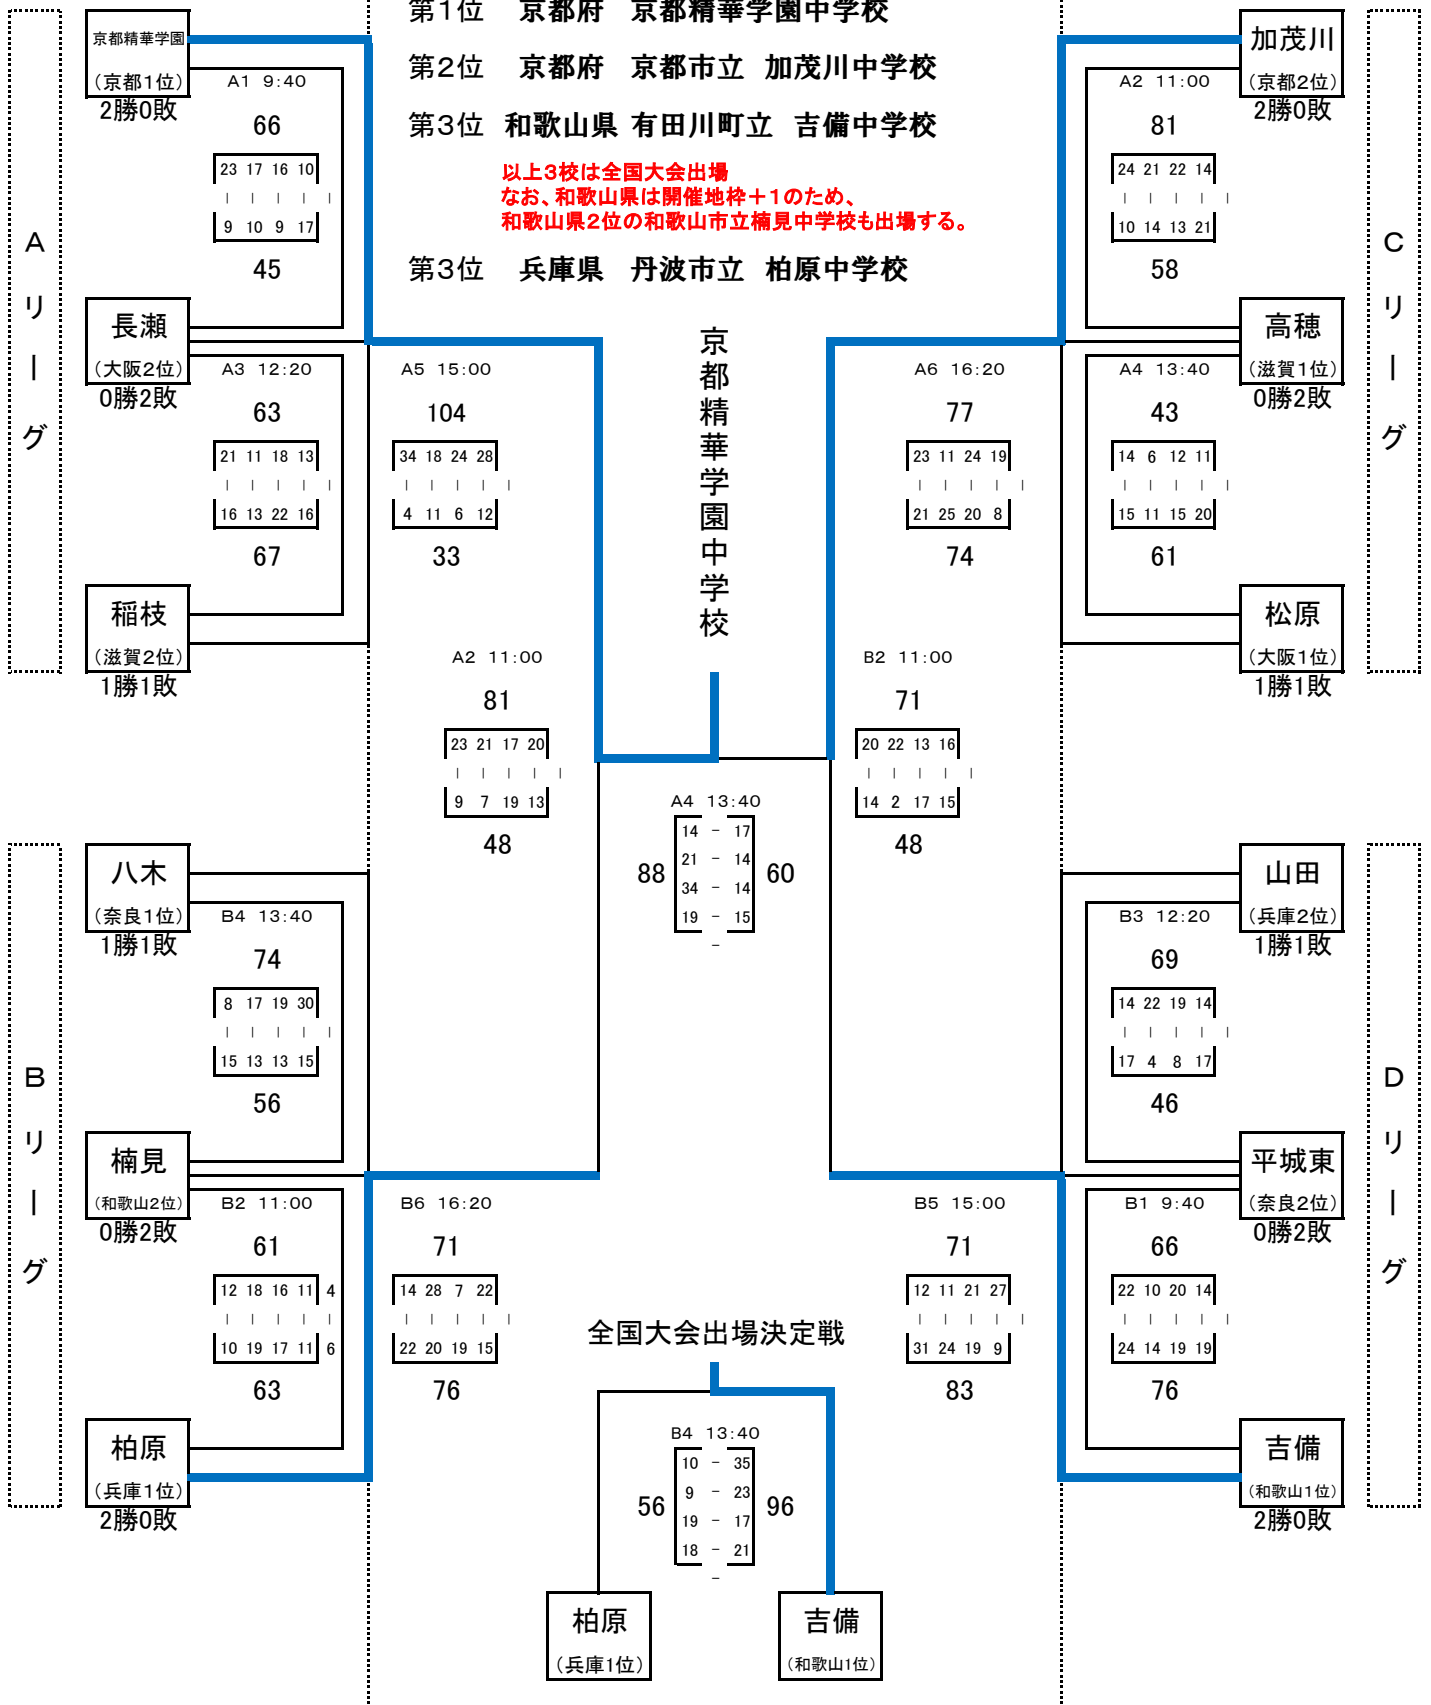 第1位 京都府 京都精華学園中学校
第2位 京都府 京都市立 加茂川中学校
第3位 和歌山県 有田川町立 吉備中学校
以上3校は全国大会出場
なお、和歌山県は開催地枠＋1のため、
和歌山県2位の和歌山市立楠見中学校も出場する。
第3位 兵庫県 丹波市立 柏原中学校
Aリーグ
京都精華学園
(京都1位)
2勝0敗
A1 9:40
66
23 17 16 10
| | | | |
9 10 9 17
45
長瀬
(大阪2位)
0勝2敗
A3 12:20
63
21 11 18 13
| | | | |
16 13 22 16
67
稲枝
(滋賀2位)
1勝1敗
A5 15:00
104
34 18 24 28
| | | | |
4 11 6 12
33
Bリーグ
八木
(奈良1位)
1勝1敗
B4 13:40
74
8 17 19 30
| | | | |
15 13 13 15
56
楠見
(和歌山2位)
0勝2敗
B2 11:00
61
12 18 16 11 4
| | | | |
10 19 17 11 6
63
柏原
(兵庫1位)
2勝0敗
B6 16:20
71
14 28 7 22
| | | | |
22 20 19 15
76
A2 11:00
81
23 21 17 20
| | | | |
9 7 19 13
48
京都精華学園中学校
A4 13:40
88
14 - 17
21 - 14
34 - 14
19 - 15
-
60
B2 11:00
71
20 22 13 16
| | | | |
14 2 17 15
48
Cリーグ
加茂川
(京都2位)
2勝0敗
A2 11:00
81
24 21 22 14
| | | | |
10 14 13 21
58
高穂
(滋賀1位)
0勝2敗
A4 13:40
43
14 6 12 11
| | | | |
15 11 15 20
61
松原
(大阪1位)
1勝1敗
A6 16:20
77
23 11 24 19
| | | | |
21 25 20 8
74
Dリーグ
山田
(兵庫2位)
1勝1敗
B3 12:20
69
14 22 19 14
| | | | |
17 4 8 17
46
平城東
(奈良2位)
0勝2敗
B1 9:40
66
22 10 20 14
| | | | |
24 14 19 19
76
吉備
(和歌山1位)
2勝0敗
B5 15:00
71
12 11 21 27
| | | | |
31 24 19 9
83
全国大会出場決定戦
B4 13:40
56
10 - 35
9 - 23
19 - 17
18 - 21
-
96
柏原
(兵庫1位)
吉備
(和歌山1位)